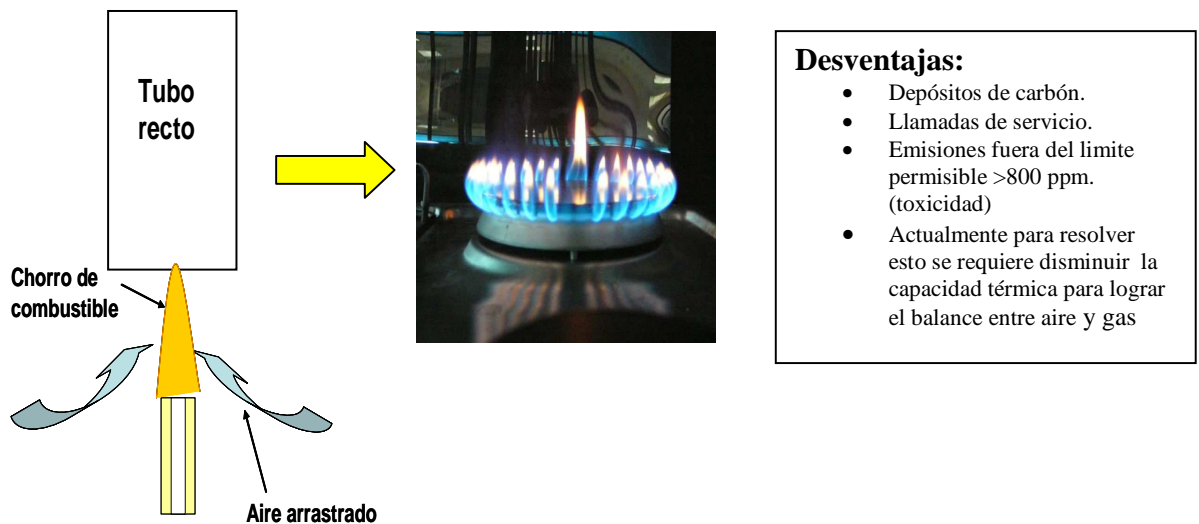 Tubo
recto
Chorro de
combustible
Aire arrastrado
Desventajas:
• Depósitos de carbón.
• Llamadas de servicio.
• Emisiones fuera del limite
permisible >800 ppm.
(toxicidad)
• Actualmente para resolver
esto se requiere disminuir la
capacidad térmica para lograr
el balance entre aire y gas